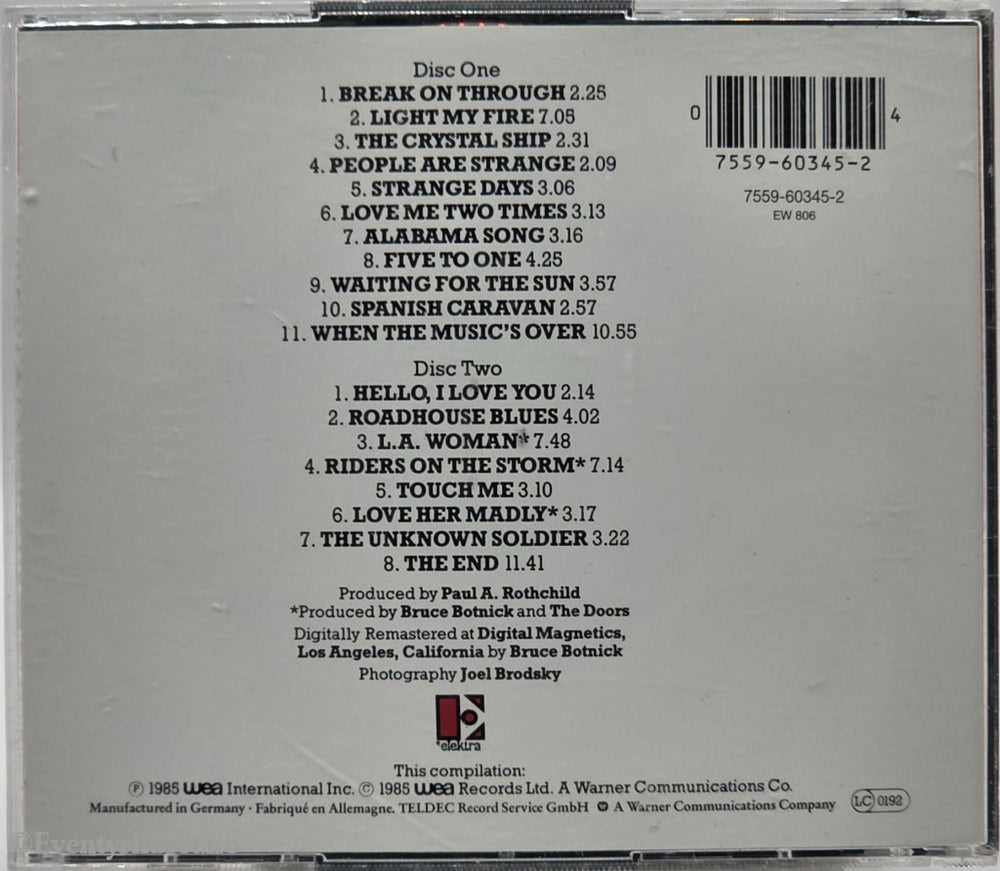 Disc One
1. BREAK ON THROUGH 2.25
2. LIGHT MY FIRE 7.05
3. THE CRYSTAL SHIP 2.31
4. PEOPLE ARE STRANGE 2.09
5. STRANGE DAYS 3.06
6. LOVE ME TWO TIMES 3.13
7. ALABAMA SONG 3.16
8. FIVE TO ONE 4.25
9. WAITING FOR THE SUN 3.57
10. SPANISH CARAVAN 2.57
11. WHEN THE MUSIC'S OVER 10.55
0 4
7559-60345-2
7559-60345-2
EW 806
Disc Two
1. HELLO, I LOVE YOU 2.14
2. ROADHOUSE BLUES 4.02
3. L.A. WOMAN* 7.48
4. RIDERS ON THE STORM* 7.14
5. TOUCH ME 3.10
6. LOVE HER MADLY* 3.17
7. THE UNKNOWN SOLDIER 3.22
8. THE END 11.41
Produced by Paul A. Rothchild
*Produced by Bruce Botnick and The Doors
Digitally Remastered at Digital Magnetics,
Los Angeles, California by Bruce Botnick
Photography Joel Brodsky
elektra
This compilation:
℗ 1985 wea International Inc. © 1985 wea Records Ltd. A Warner Communications Co.
Manufactured in Germany · Fabriqué en Allemagne. TELDEC Record Service GmbH A Warner Communications Company
LC 0192